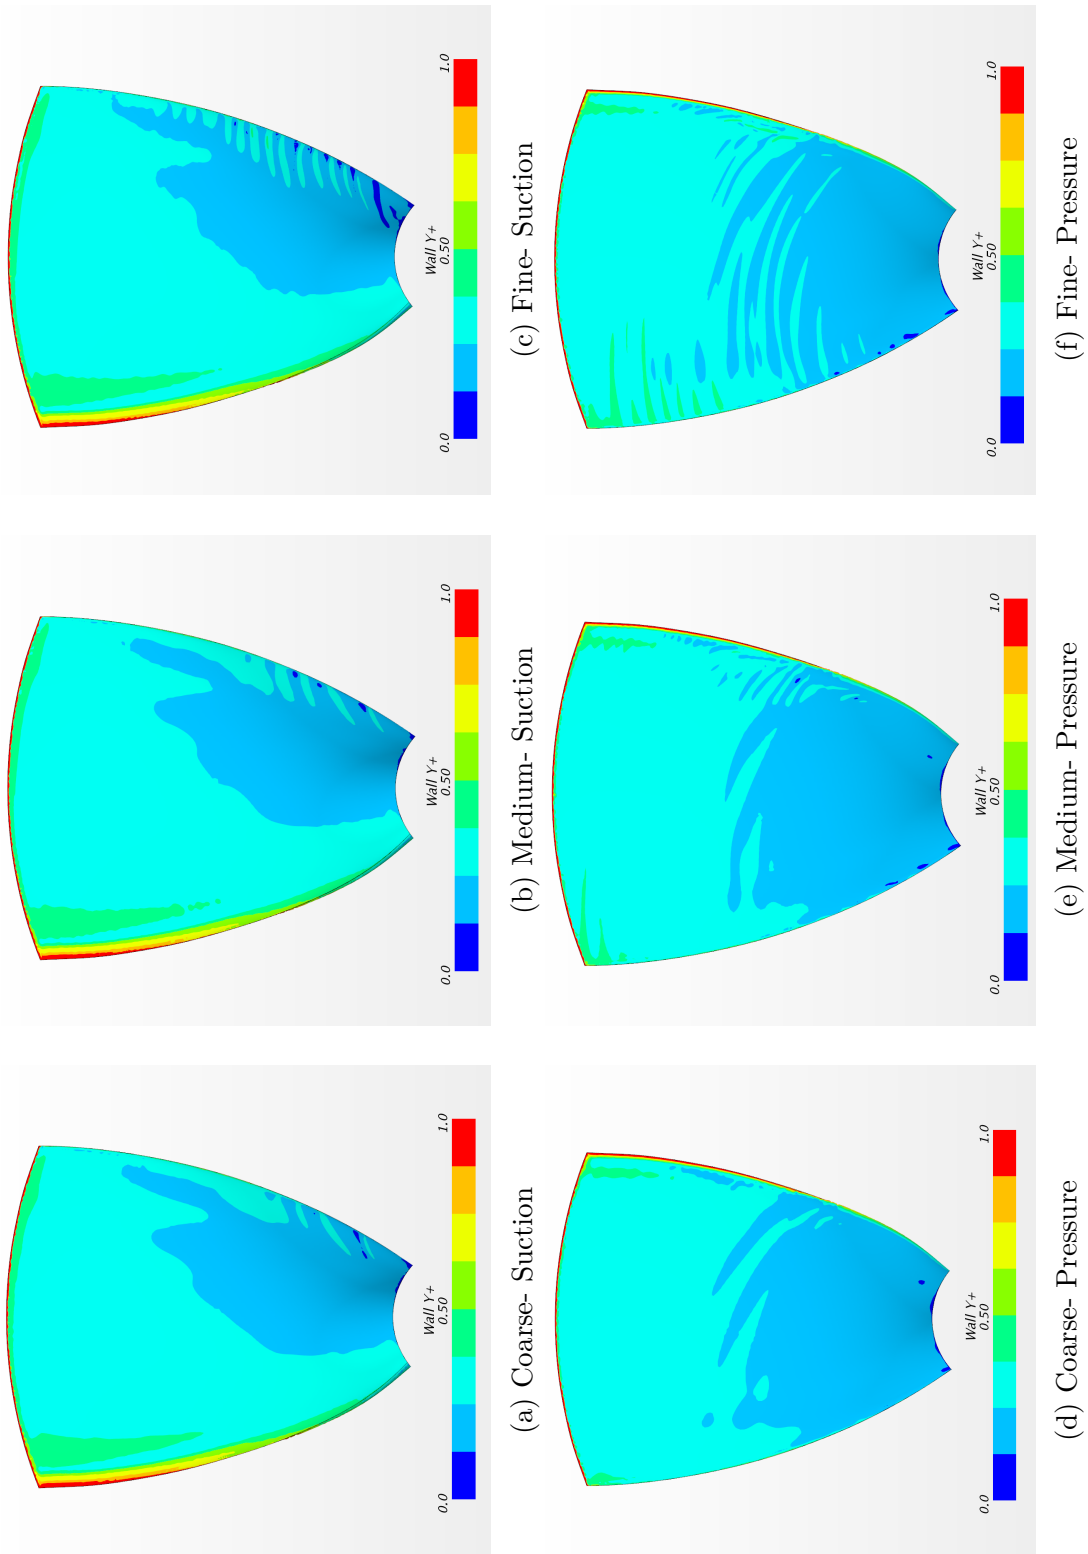 0.0 Wall Y+ 0.50 1.0
(a) Coarse- Suction
0.0 Wall Y+ 0.50 1.0
(b) Medium- Suction
0.0 Wall Y+ 0.50 1.0
(c) Fine- Suction
0.0 Wall Y+ 0.50 1.0
(d) Coarse- Pressure
0.0 Wall Y+ 0.50 1.0
(e) Medium- Pressure
0.0 Wall Y+ 0.50 1.0
(f) Fine- Pressure